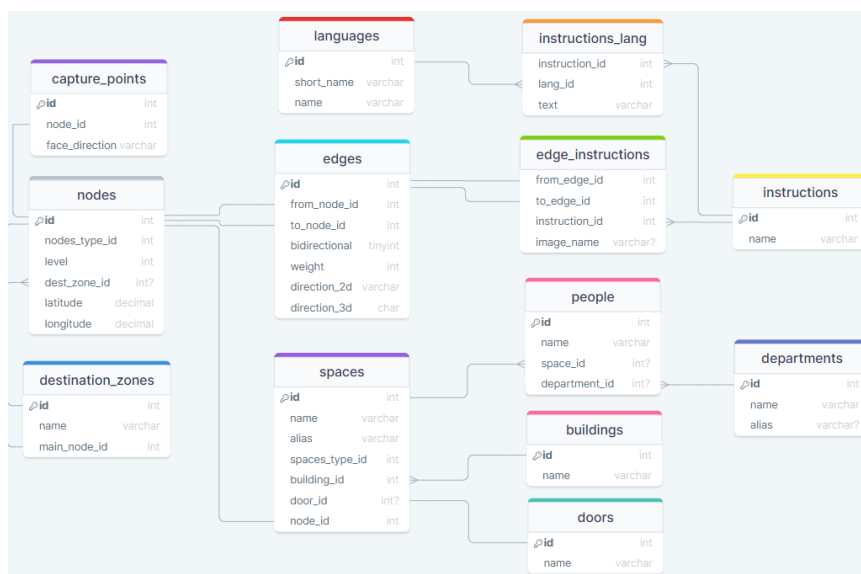 languages
id int
short_name varchar
name varchar
instructions_lang
instruction_id int
lang_id int
text varchar
capture_points
id int
node_id int
face_direction varchar
edges
id int
from_node_id int
to_node_id int
bidirectional tinyint
weight int
direction_2d varchar
direction_3d char
edge_instructions
from_edge_id int
to_edge_id int
instruction_id int
image_name varchar?
instructions
id int
name varchar
nodes
id int
nodes_type_id int
level int
dest_zone_id int?
latitude decimal
longitude decimal
people
id int
name varchar
space_id int?
department_id int?
departments
id int
name varchar
alias varchar?
destination_zones
id int
name varchar
main_node_id int
spaces
id int
name varchar
alias varchar
spaces_type_id int
building_id int
door_id int?
node_id int
buildings
id int
name varchar
doors
id int
name varchar